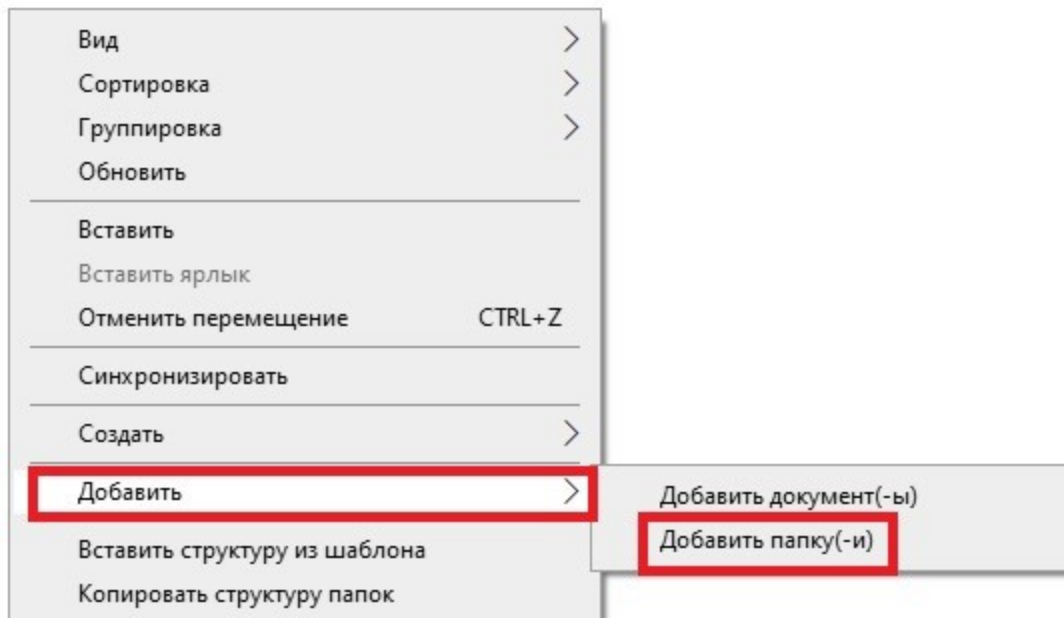 Вид
Сортировка
Группировка
Обновить
Вставить
Вставить ярлык
Отменить перемещение CTRL+Z
Синхронизировать
Создать
Добавить
Добавить документ(-ы)
Добавить папку(-и)
Вставить структуру из шаблона
Копировать структуру папок